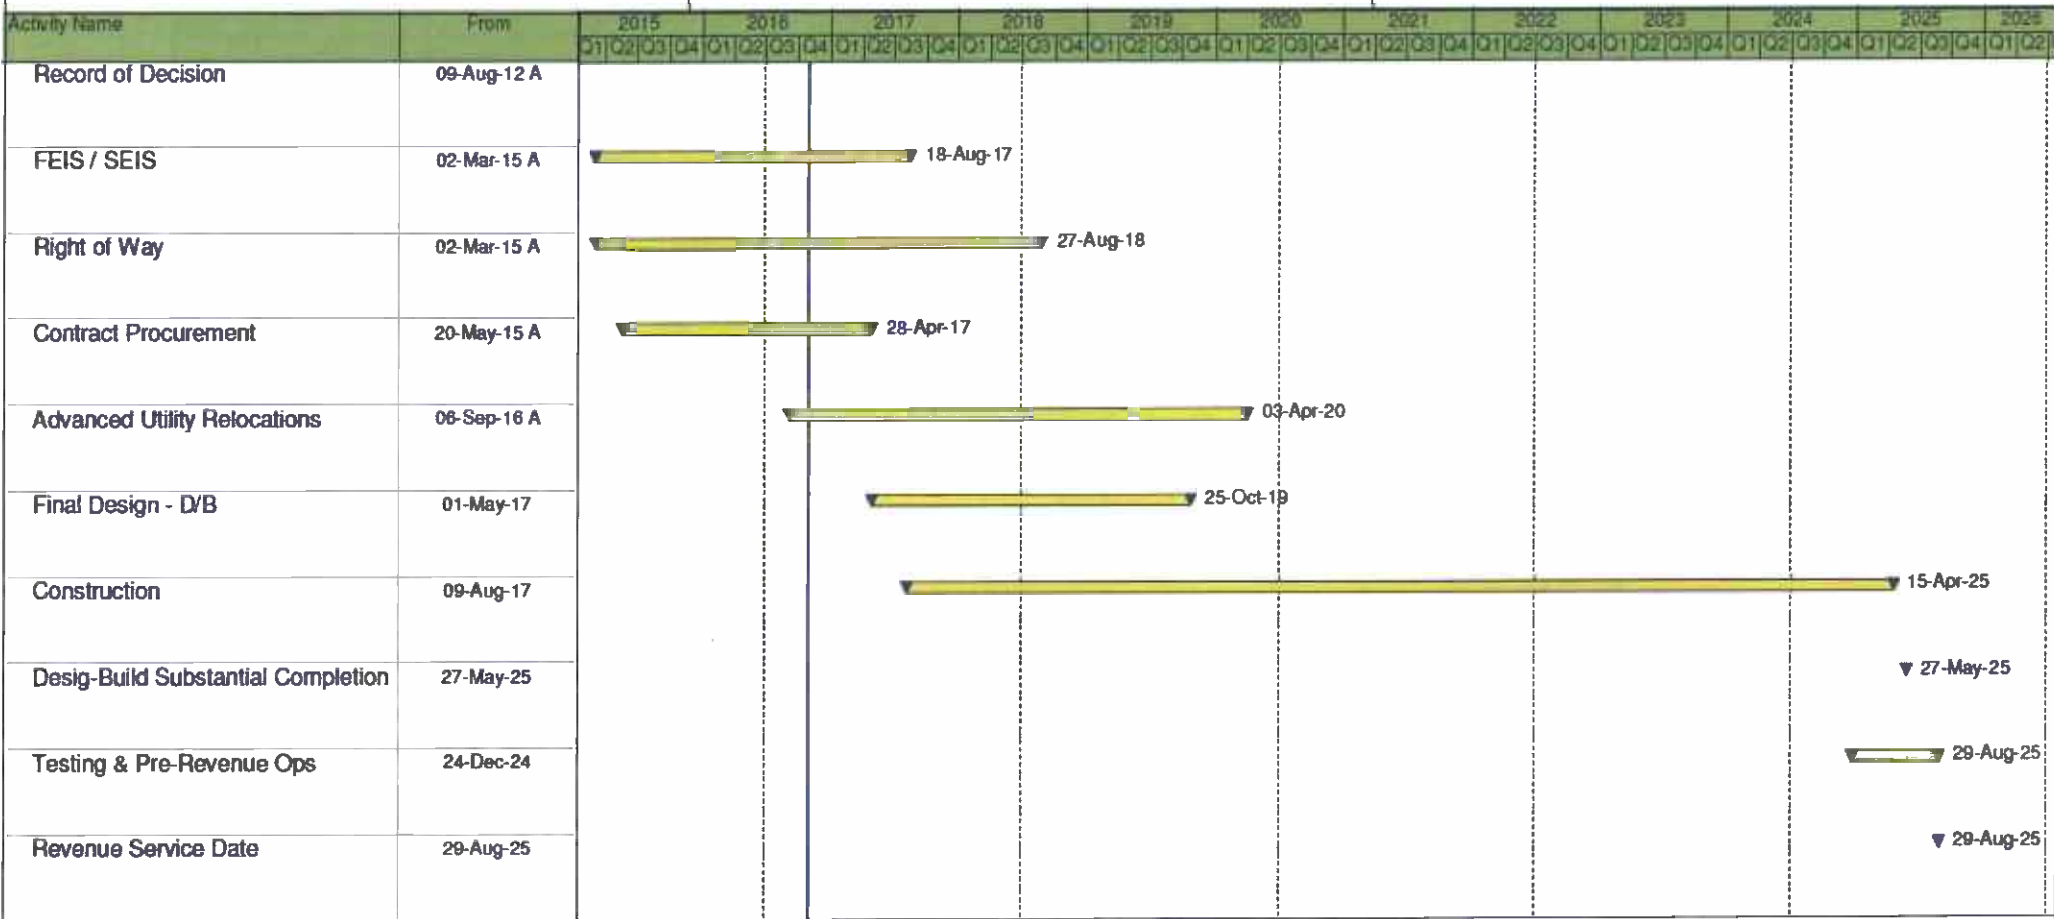 Activity Name From 2015 2016 2017 2018 2019 2020 2021 2022 2023 2024 2025 2026
Q1 Q2 Q3 Q4 Q1 Q2 Q3 Q4 Q1 Q2 Q3 Q4 Q1 Q2 Q3 Q4 Q1 Q2 Q3 Q4 Q1 Q2 Q3 Q4 Q1 Q2 Q3 Q4 Q1 Q2 Q3 Q4 Q1 Q2 Q3 Q4 Q1 Q2 Q3 Q4 Q1 Q2 Q3 Q4 Q1 Q2
Record of Decision 09-Aug-12 A
FEIS / SEIS 02-Mar-15 A 18-Aug-17
Right of Way 02-Mar-15 A 27-Aug-18
Contract Procurement 20-May-15 A 28-Apr-17
Advanced Utility Relocations 06-Sep-16 A 03-Apr-20
Final Design - D/B 01-May-17 25-Oct-19
Construction 09-Aug-17 15-Apr-25
Desig-Build Substantial Completion 27-May-25 27-May-25
Testing & Pre-Revenue Ops 24-Dec-24 29-Aug-25
Revenue Service Date 29-Aug-25 29-Aug-25